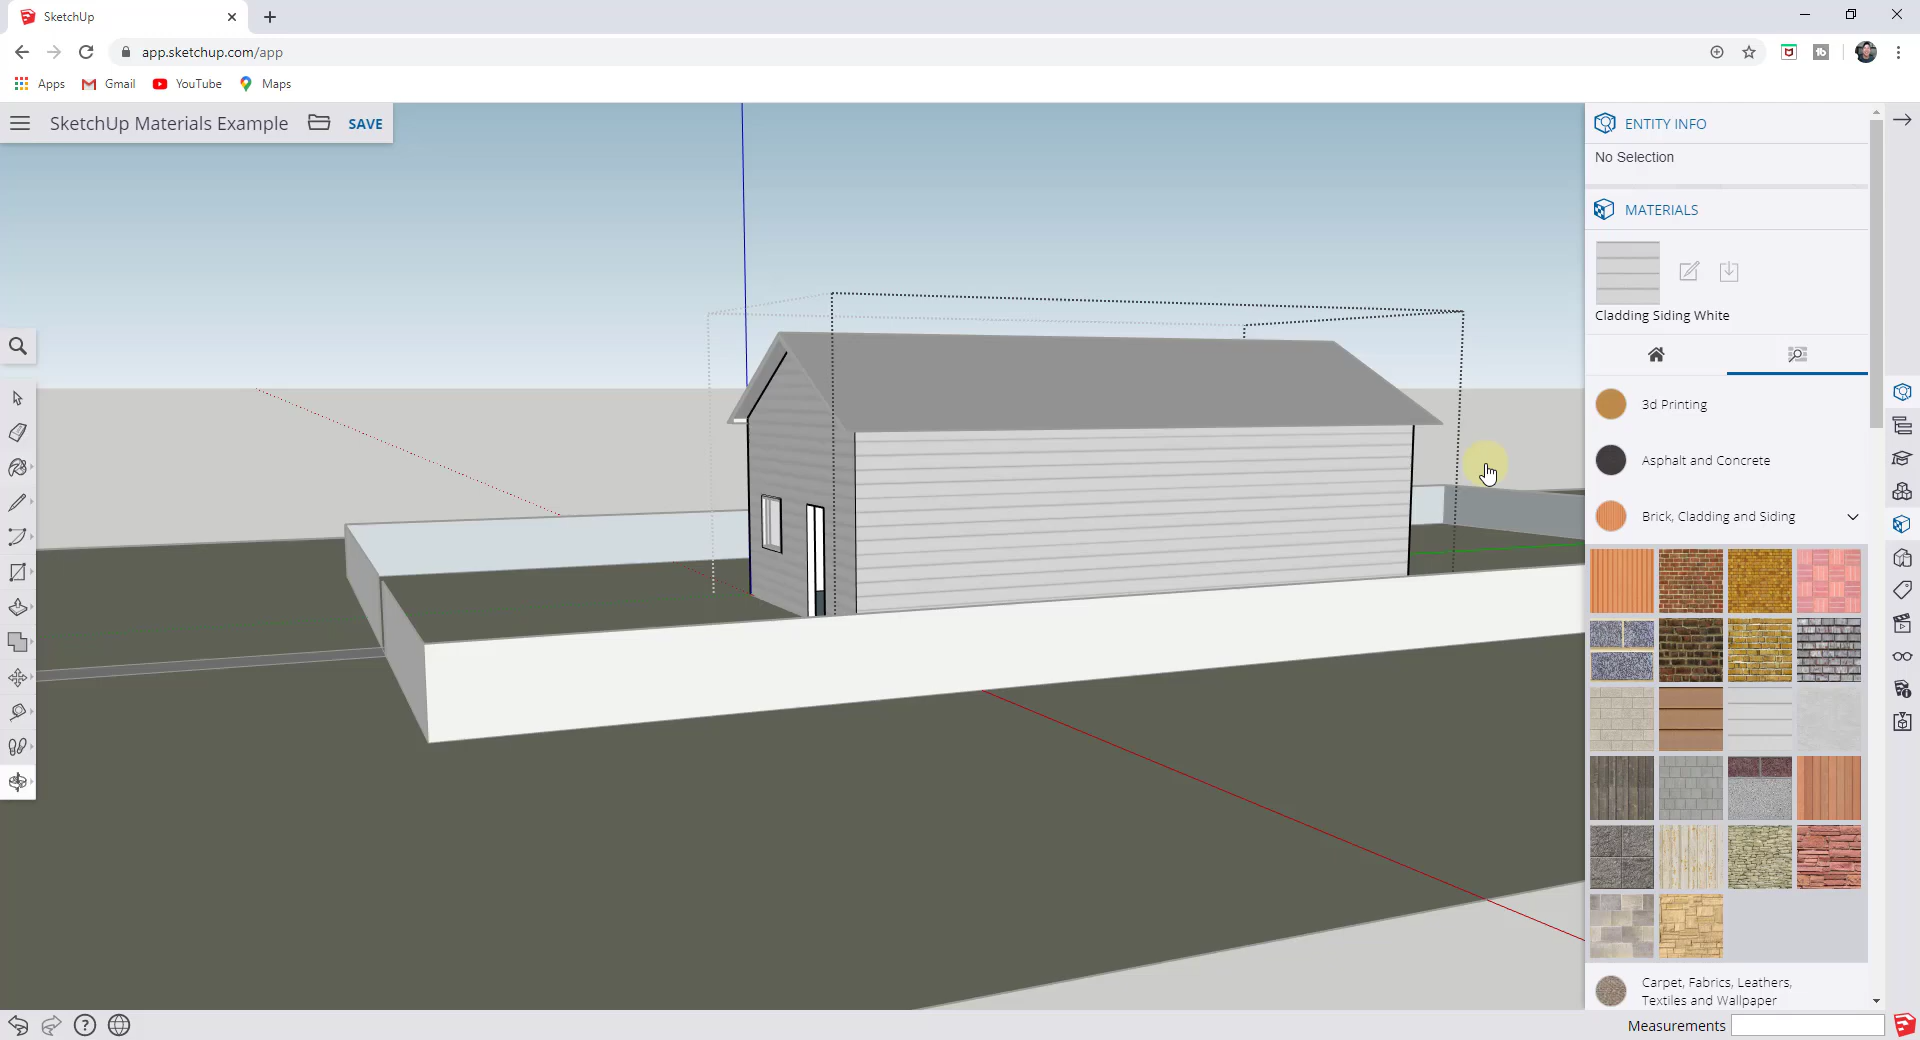 SketchUp
app.sketchup.com/app
Apps
Gmail
YouTube
Maps
SketchUp Materials Example
SAVE
ENTITY INFO
No Selection
MATERIALS
Cladding Siding White
3d Printing
Asphalt and Concrete
Brick, Cladding and Siding
Carpet, Fabrics, Leathers,
Textiles and Wallpaper
Measurements